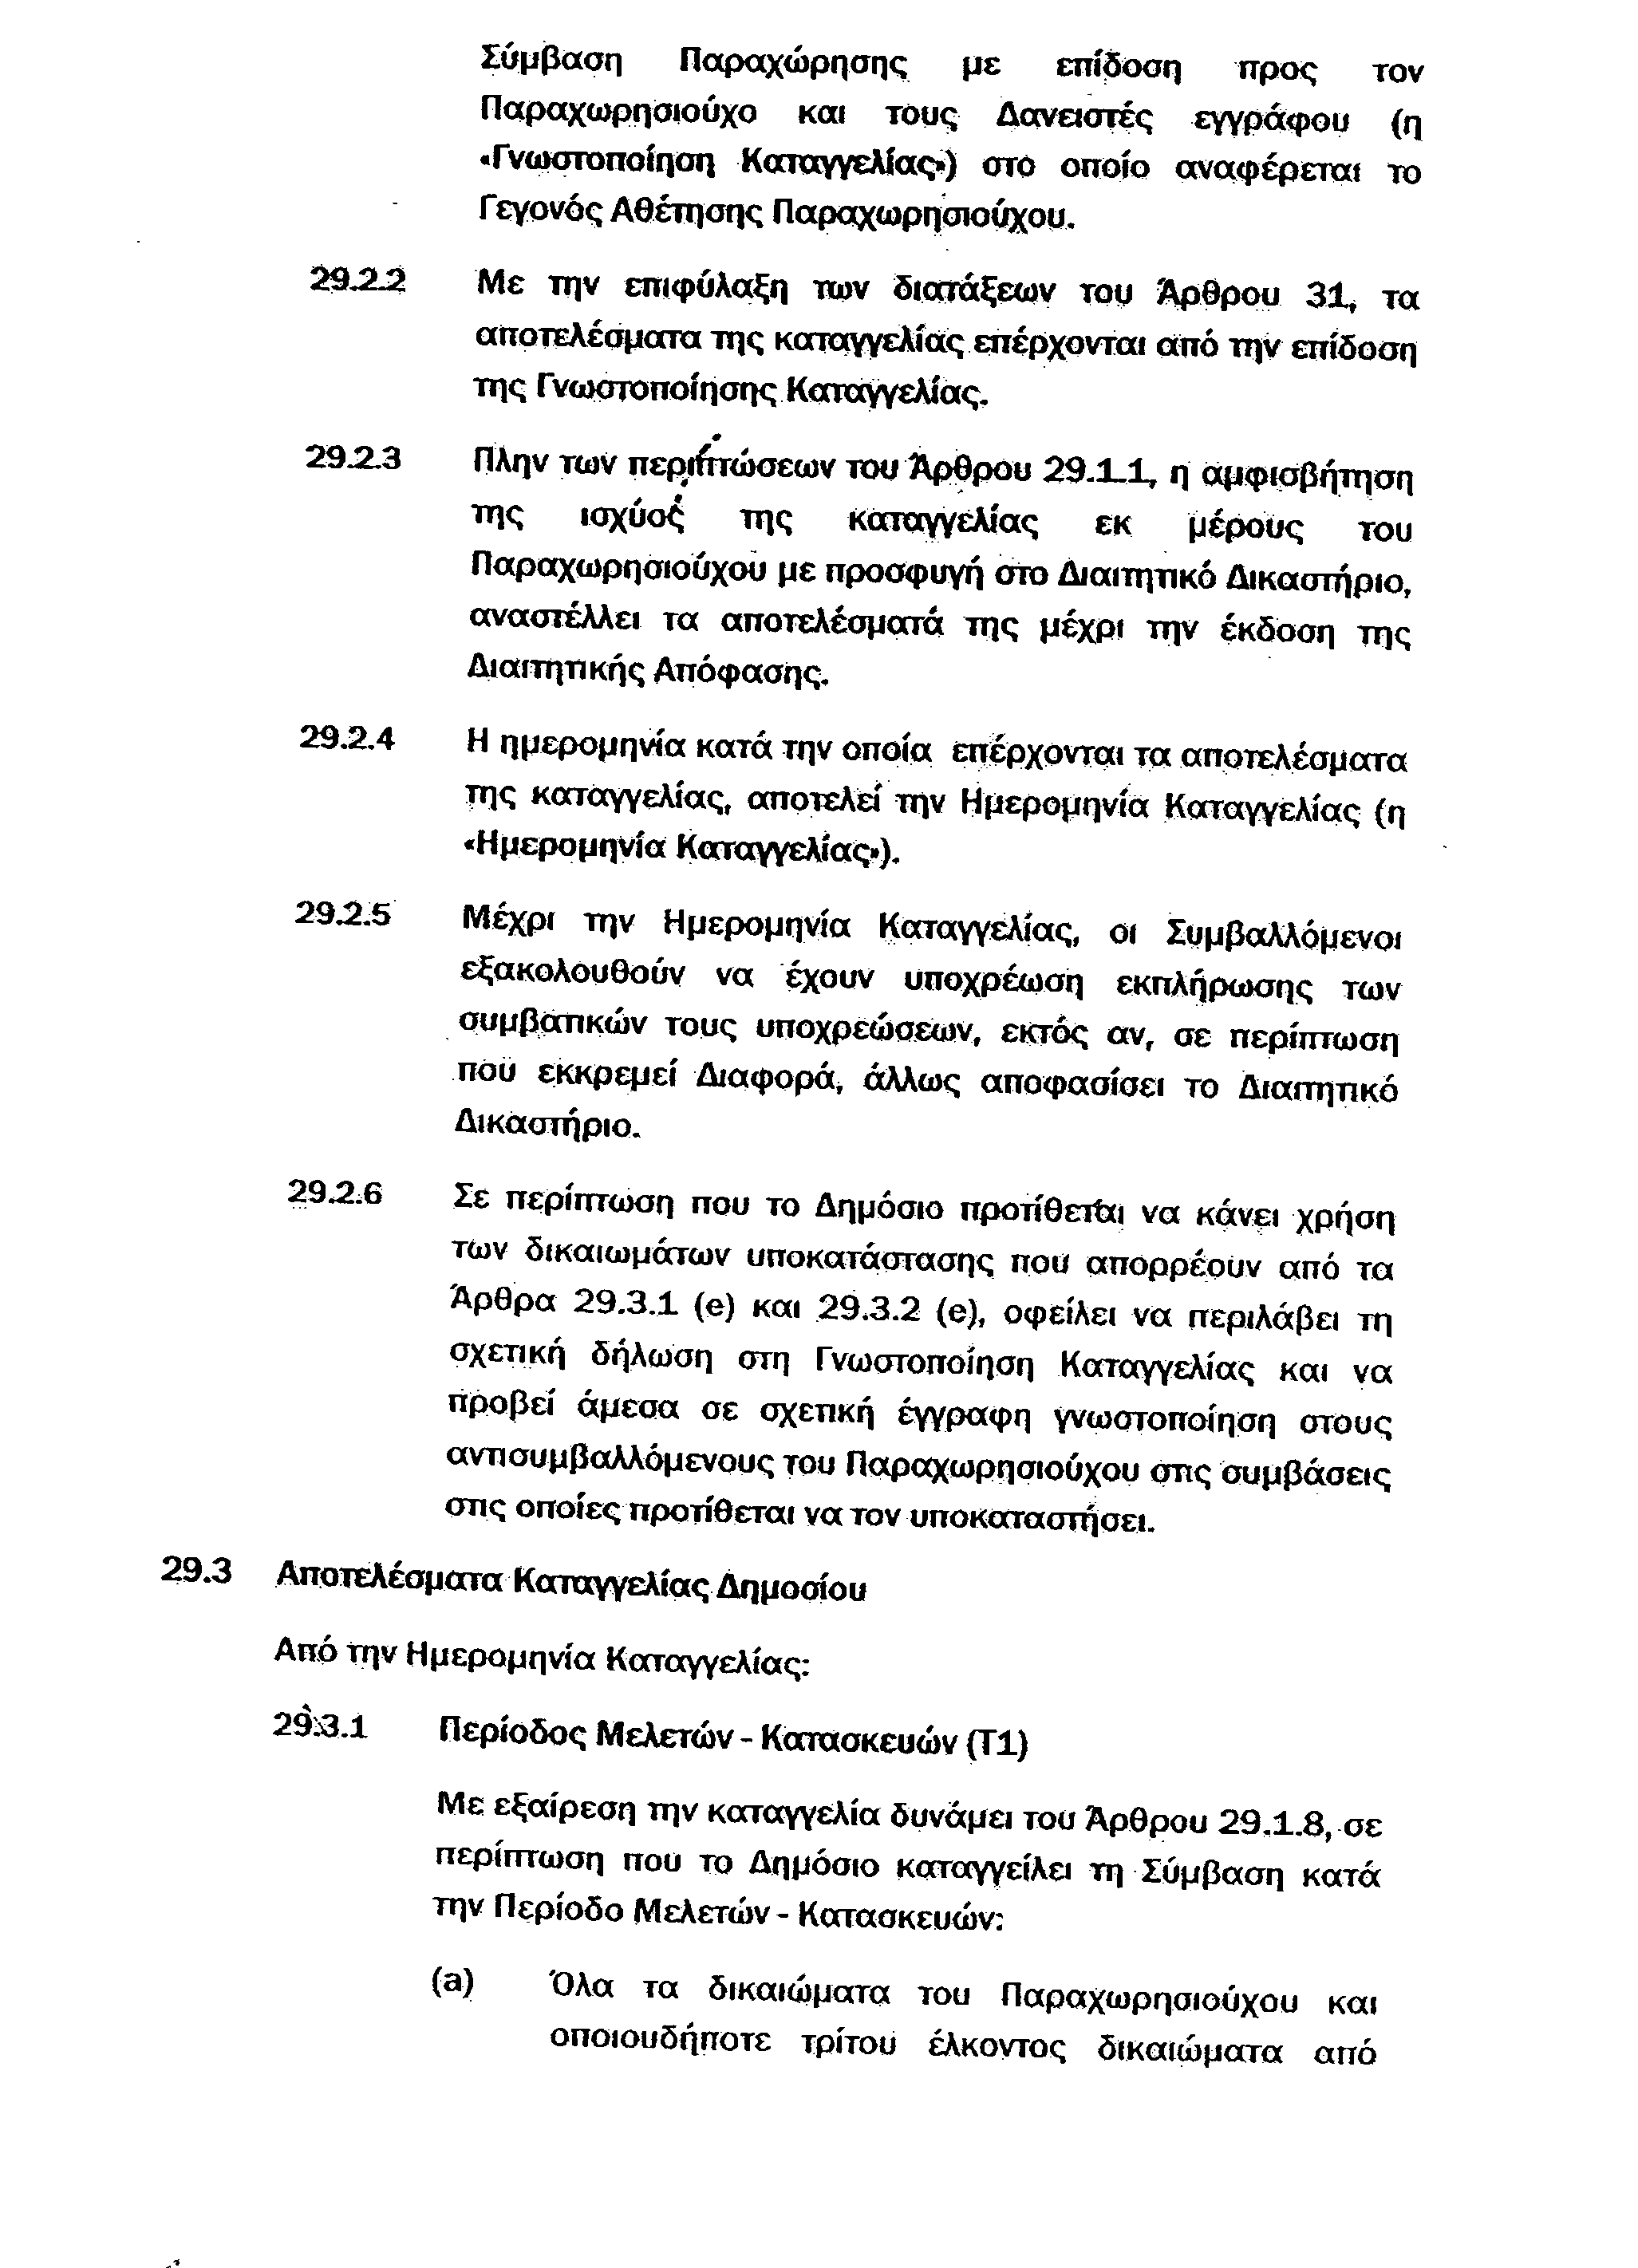 Σύμβαση Παραχώρησης με επίδοση προς τον
Παραχωρησιούχο και τους Δανειστές εγγράφου (η
«Γνωστοποίηση Καταγγελίας») στο οποίο αναφέρεται το
Γεγονός Αθέτησης Παραχωρησιούχου.
29.2.2 Με την επιφύλαξη των διατάξεων του Άρθρου 31, τα
αποτελέσματα της καταγγελίας επέρχονται από την επίδοση
της Γνωστοποίησης Καταγγελίας.
29.2.3 Πλην των περιπτώσεων του Άρθρου 29.1.1, η αμφισβήτηση
της ισχύος της καταγγελίας εκ μέρους του
Παραχωρησιούχου με προσφυγή στο Διαιτητικό Δικαστήριο,
αναστέλλει τα αποτελέσματά της μέχρι την έκδοση της
Διαιτητικής Απόφασης.
29.2.4 Η ημερομηνία κατά την οποία επέρχονται τα αποτελέσματα
της καταγγελίας, αποτελεί την Ημερομηνία Καταγγελίας (η
«Ημερομηνία Καταγγελίας»).
29.2.5 Μέχρι την Ημερομηνία Καταγγελίας, οι Συμβαλλόμενοι
εξακολουθούν να έχουν υποχρέωση εκπλήρωσης των
συμβατικών τους υποχρεώσεων, εκτός αν, σε περίπτωση
που εκκρεμεί Διαφορά, άλλως αποφασίσει το Διαιτητικό
Δικαστήριο.
29.2.6 Σε περίπτωση που το Δημόσιο προτίθεται να κάνει χρήση
των δικαιωμάτων υποκατάστασης που απορρέουν από τα
Άρθρα 29.3.1 (e) και 29.3.2 (e), οφείλει να περιλάβει τη
σχετική δήλωση στη Γνωστοποίηση Καταγγελίας και να
προβεί άμεσα σε σχετική έγγραφη γνωστοποίηση στους
αντισυμβαλλόμενους του Παραχωρησιούχου στις συμβάσεις
στις οποίες προτίθεται να τον υποκαταστήσει.
29.3 Αποτελέσματα Καταγγελίας Δημοσίου
Από την Ημερομηνία Καταγγελίας:
29.3.1 Περίοδος Μελετών - Κατασκευών (Τ1)
Με εξαίρεση την καταγγελία δυνάμει του Άρθρου 29.1.8, σε
περίπτωση που το Δημόσιο καταγγείλει τη Σύμβαση κατά
την Περίοδο Μελετών - Κατασκευών:
(a) Όλα τα δικαιώματα του Παραχωρησιούχου και
οποιουδήποτε τρίτου έλκοντος δικαιώματα από